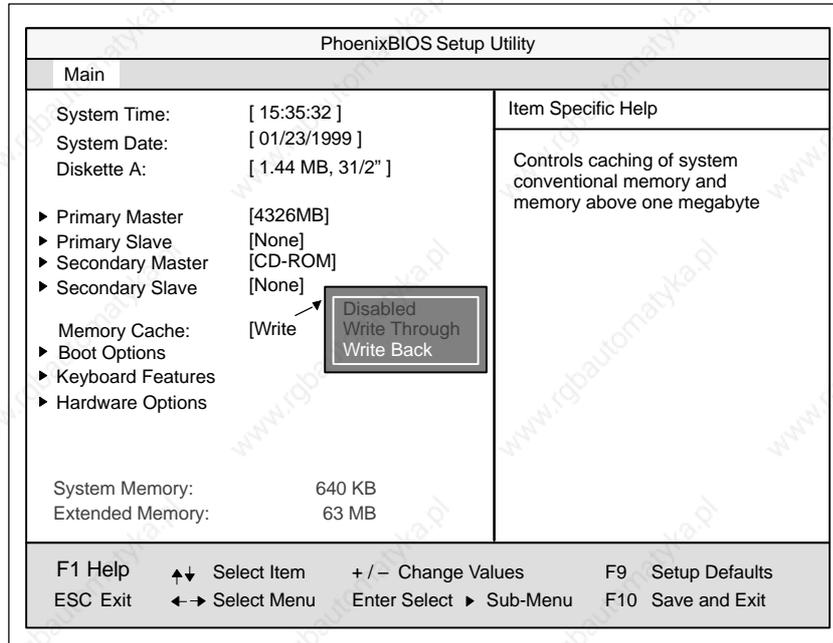 PhoenixBIOS Setup Utility
Main
System Time: [ 15:35:32 ]
System Date: [ 01/23/1999 ]
Diskette A: [ 1.44 MB, 31/2” ]
Primary Master [4326MB]
Primary Slave [None]
Secondary Master [CD-ROM]
Secondary Slave [None]
Memory Cache: [Write
Disabled
Write Through
Write Back
Boot Options
Keyboard Features
Hardware Options
System Memory: 640 KB
Extended Memory: 63 MB
Item Specific Help
Controls caching of system
conventional memory and
memory above one megabyte
F1 Help Select Item + / – Change Values F9 Setup Defaults
ESC Exit Select Menu Enter Select Sub-Menu F10 Save and Exit
www.rgbautomatyka.pl